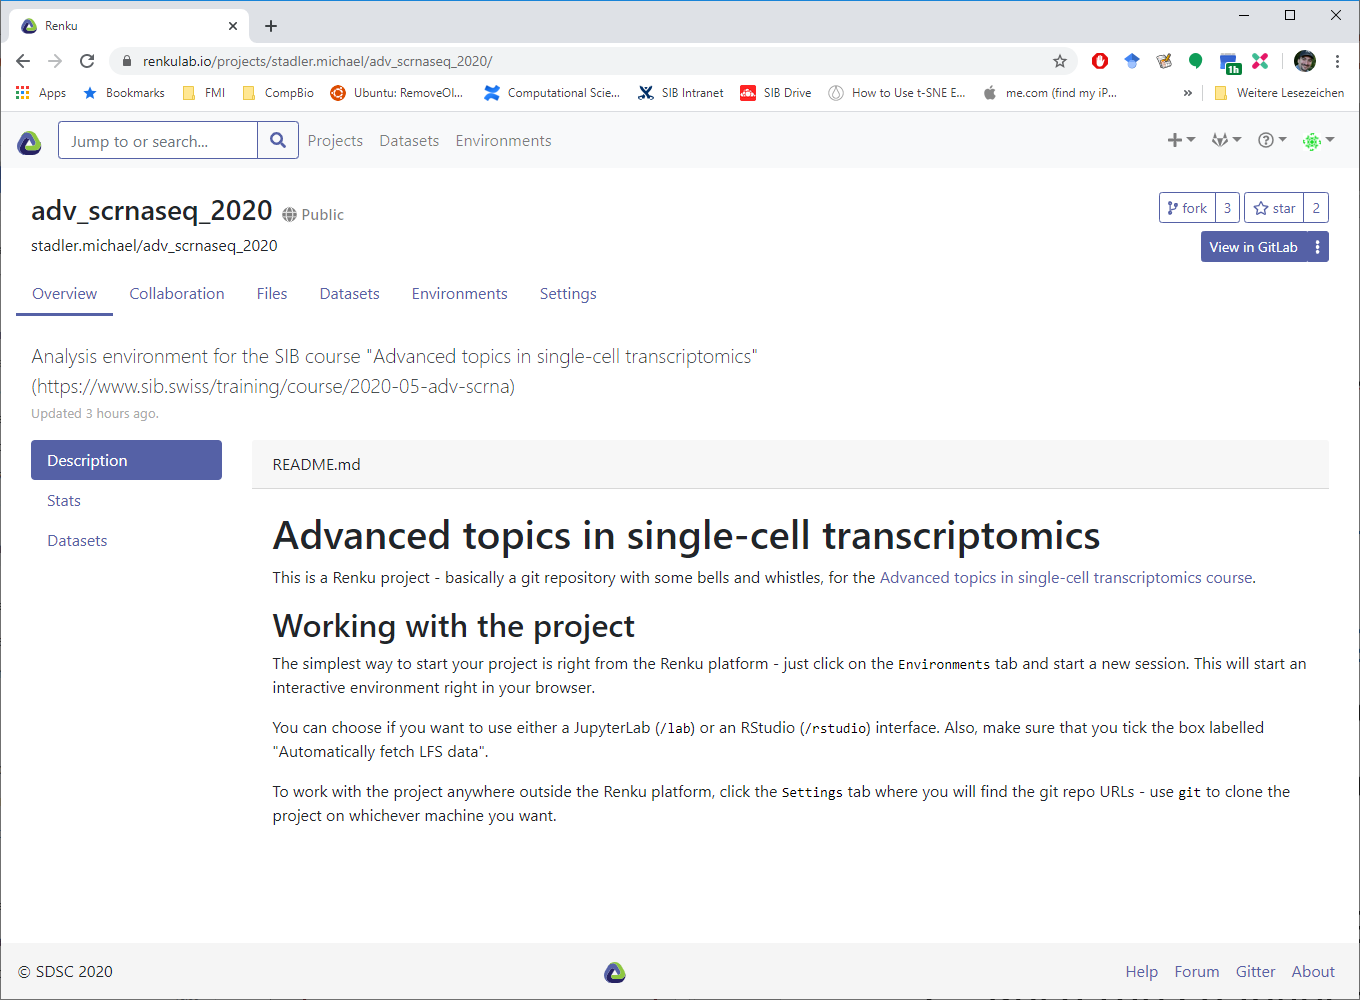 Renku
renkulab.io/projects/stadler.michael/adv_scrnaseq_2020/
1h
Apps Bookmarks FMI CompBio Ubuntu: RemoveOl... Computational Scie... SIB Intranet SIB Drive How to Use t-SNE E... me.com (find my iP... » Weitere Lesezeichen
Jump to or search... Projects Datasets Environments
adv_scrnaseq_2020 Public
fork 3 star 2
stadler.michael/adv_scrnaseq_2020
View in GitLab
Overview Collaboration Files Datasets Environments Settings
Analysis environment for the SIB course "Advanced topics in single-cell transcriptomics"
(https://www.sib.swiss/training/course/2020-05-adv-scrna)
Updated 3 hours ago.
Description
Stats
Datasets
README.md
Advanced topics in single-cell transcriptomics
This is a Renku project - basically a git repository with some bells and whistles, for the Advanced topics in single-cell transcriptomics course.
Working with the project
The simplest way to start your project is right from the Renku platform - just click on the Environments tab and start a new session. This will start an
interactive environment right in your browser.
You can choose if you want to use either a JupyterLab (/lab) or an RStudio (/rstudio) interface. Also, make sure that you tick the box labelled
"Automatically fetch LFS data".
To work with the project anywhere outside the Renku platform, click the Settings tab where you will find the git repo URLs - use git to clone the
project on whichever machine you want.
© SDSC 2020
Help Forum Gitter About